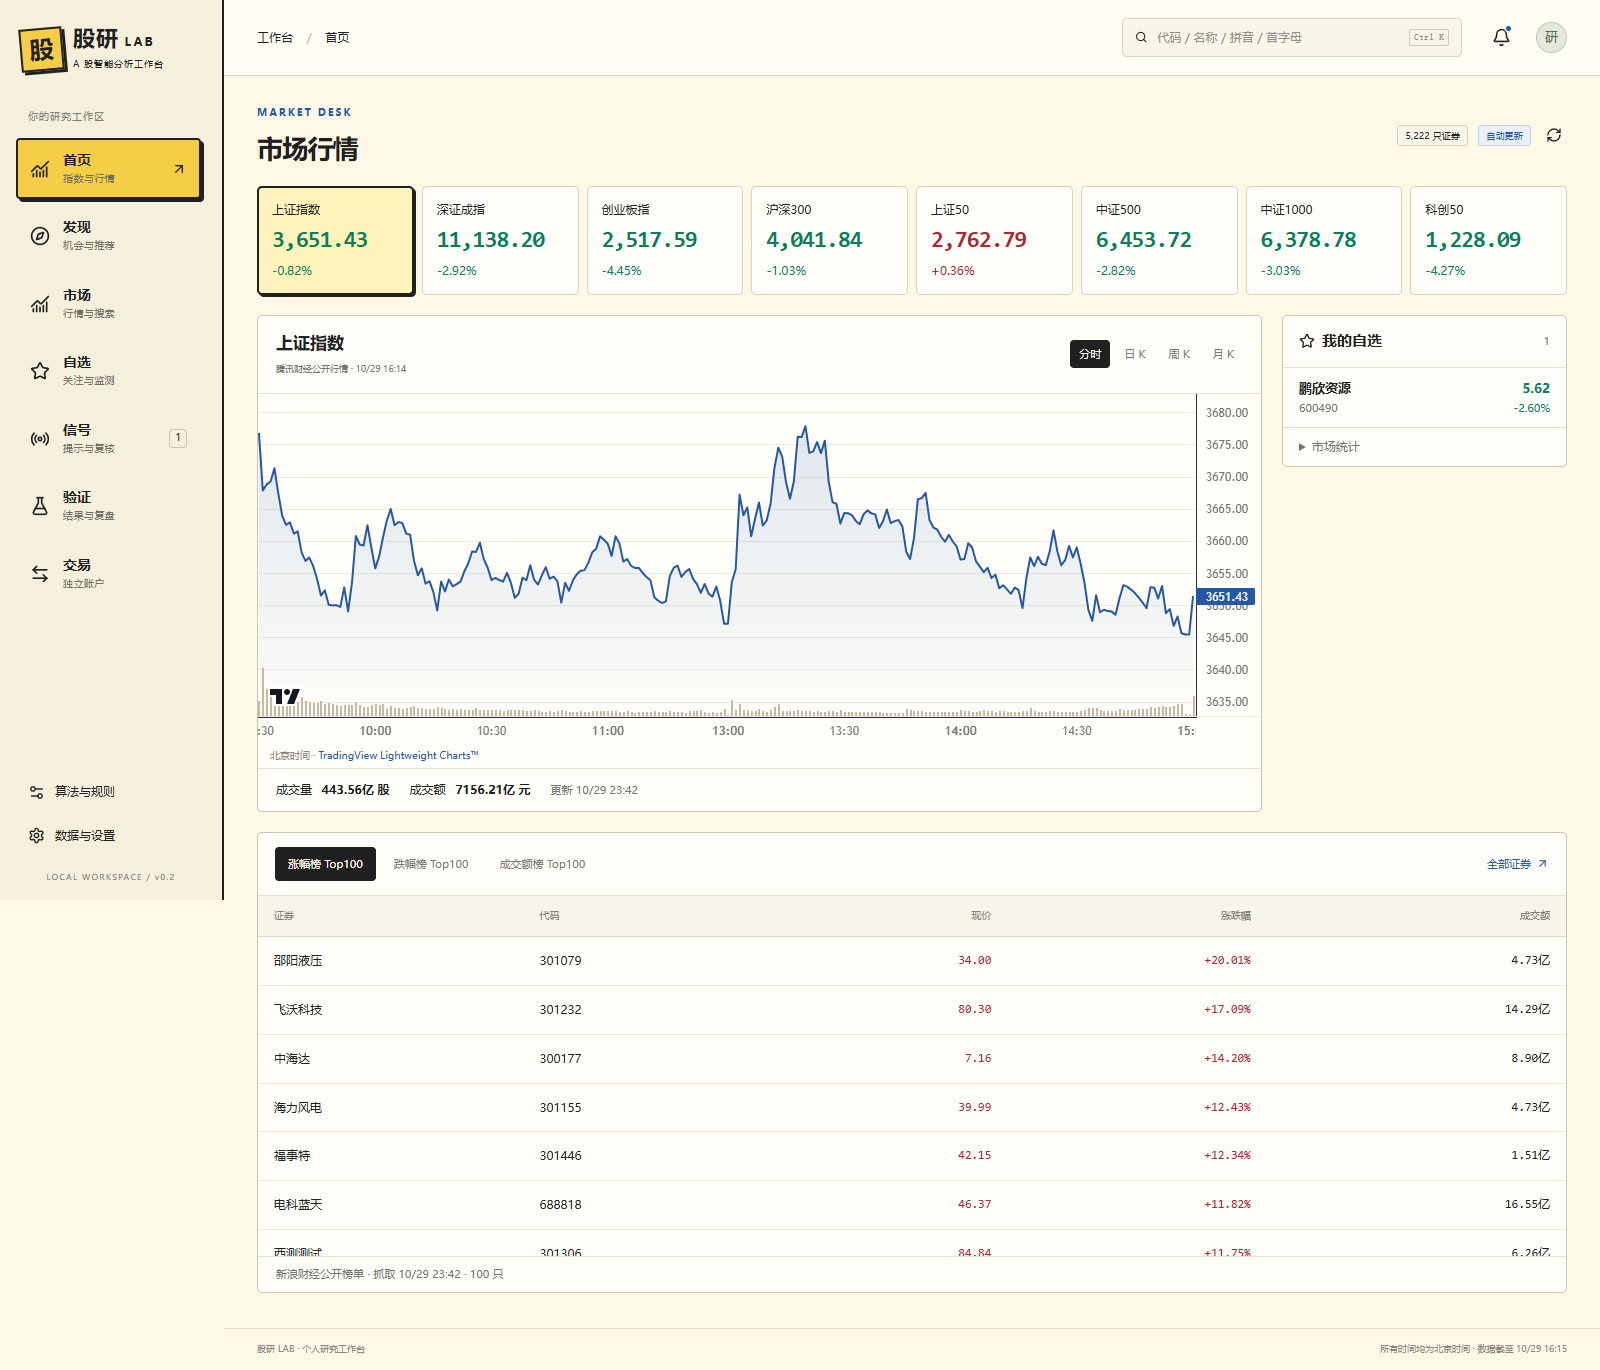 股
股研 LAB
A 股智能分析工作台
你的研究工作区
首页
指数与行情
发现
机会与推荐
市场
行情与搜索
自选
关注与监测
信号
提示与复核
1
验证
结果与复盘
交易
独立账户
算法与规则
数据与设置
LOCAL WORKSPACE / v0.2
工作台 / 首页
代码 / 名称 / 拼音 / 首字母
Ctrl K
研
MARKET DESK
市场行情
5,222 只证券
自动更新
上证指数
3,651.43
-0.82%
深证成指
11,138.20
-2.92%
创业板指
2,517.59
-4.45%
沪深300
4,041.84
-1.03%
上证50
2,762.79
+0.36%
中证500
6,453.72
-2.82%
中证1000
6,378.78
-3.03%
科创50
1,228.09
-4.27%
上证指数
腾讯财经公开行情 · 10/29 16:14
分时 日 K 周 K 月 K
3680.00
3675.00
3670.00
3665.00
3660.00
3655.00
3651.43
3650.00
3645.00
3640.00
3635.00
:30 10:00 10:30 11:00 13:00 13:30 14:00 14:30 15:
北京时间 · TradingView Lightweight Charts™
成交量 443.56亿 股 成交额 7156.21亿 元 更新 10/29 23:42
我的自选 1
鹏欣资源 5.62
600490 -2.60%
市场统计
涨幅榜 Top100 跌幅榜 Top100 成交额榜 Top100 全部证券
证券 代码 现价 涨跌幅 成交额
邵阳液压 301079 34.00 +20.01% 4.73亿
飞沃科技 301232 80.30 +17.09% 14.29亿
中海达 300177 7.16 +14.20% 8.90亿
海力风电 301155 39.99 +12.43% 4.73亿
福事特 301446 42.15 +12.34% 1.51亿
电科蓝天 688818 46.37 +11.82% 16.55亿
西测测试 301306 84.84 +11.75% 6.26亿
新浪财经公开榜单 · 抓取 10/29 23:42 · 100 只
股研 LAB · 个人研究工作台
所有时间均为北京时间 · 数据截至 10/29 16:15